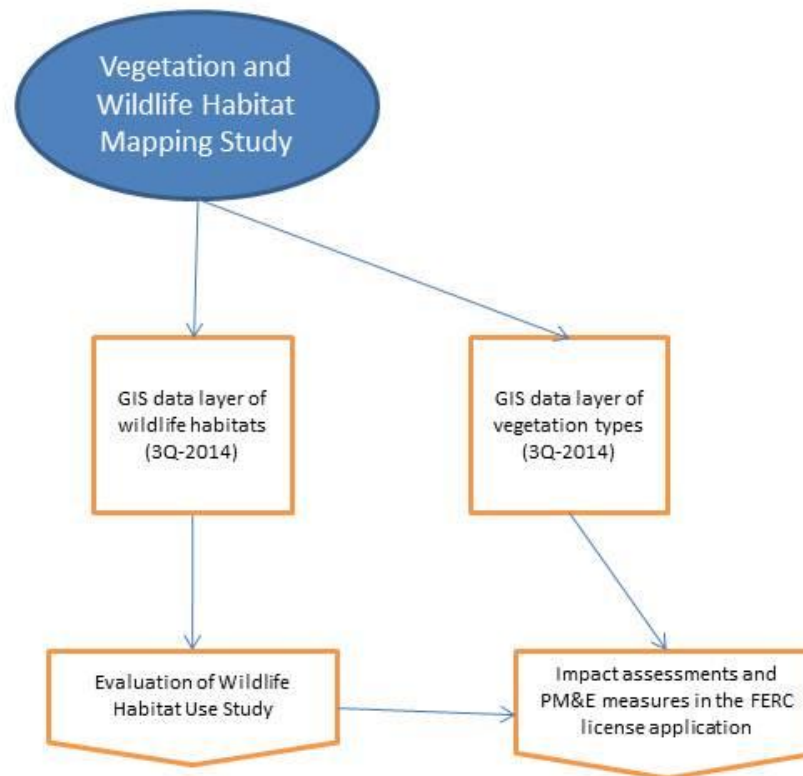 Vegetation and
Wildlife Habitat
Mapping Study
GIS data layer of
wildlife habitats
(3Q-2014)
GIS data layer of
vegetation types
(3Q-2014)
Evaluation of Wildlife
Habitat Use Study
Impact assessments and
PM&E measures in the FERC
license application